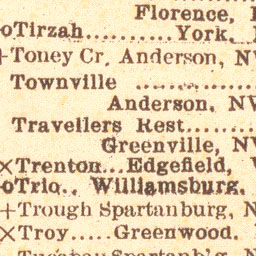 Florence,
oTirzah..........York.
+Toney Cr. Anderson, NW
Townville ............
Anderson, NW
Travellers Rest.......
Greenville, NW
×Trenton...Edgefield, W
oTrio.. Williamsburg.
+Trough Spartanburg, N
×Troy.....Greenwood.